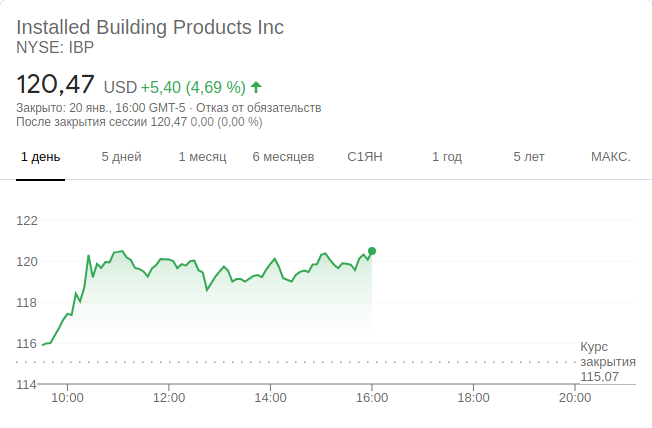 Installed Building Products Inc
NYSE: IBP
120,47 USD +5,40 (4,69 %)
Закрыто: 20 янв., 16:00 GMT-5 · Отказ от обязательств
После закрытия сессии 120,47 0,00 (0,00 %)
1 день 5 дней 1 месяц 6 месяцев С1ЯН 1 год 5 лет МАКС.
122
120
118
116
Курс
закрытия
115,07
114
10:00 12:00 14:00 16:00 18:00 20:00